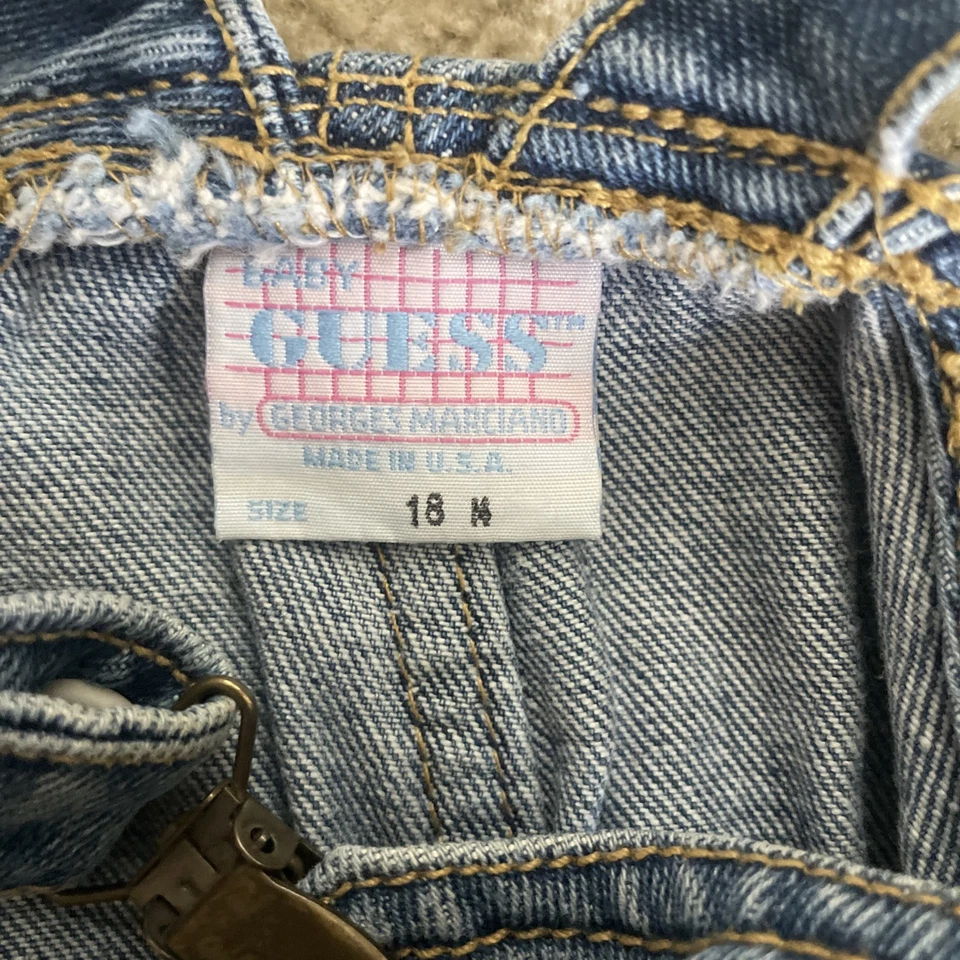 BABY
GUESS™
by GEORGES MARCIANO
MADE IN U.S.A.
SIZE 18 M